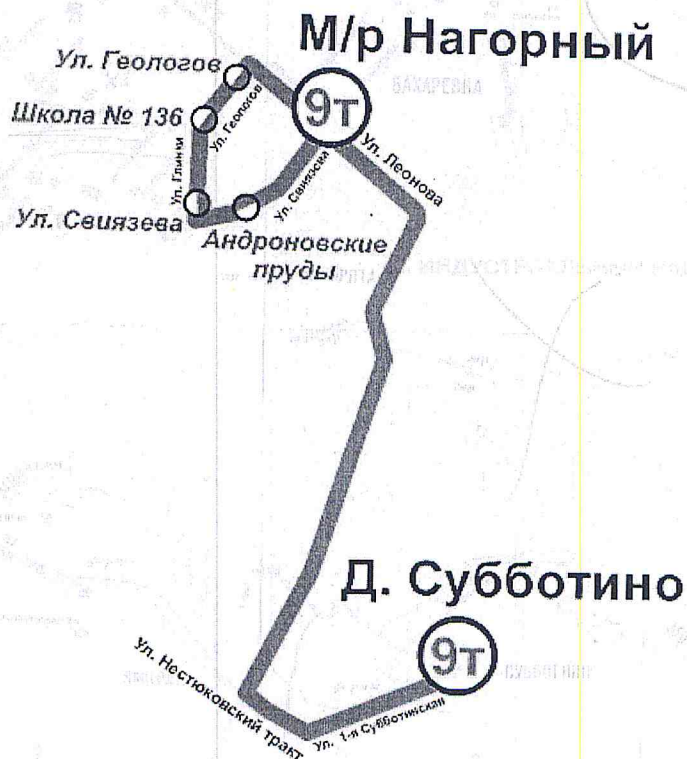 М/р Нагорный
Ул. Геологов
9т
БАХАРЕВКА
Школа № 136
Ул. Геологов
Ул. Глинки
Ул. Леонова
Ул. Свиязева
Ул. Свиязева
Андроновские
пруды
Д. Субботино
9т
Ул. Нестюковский тракт
Ул. 1-я Субботинская